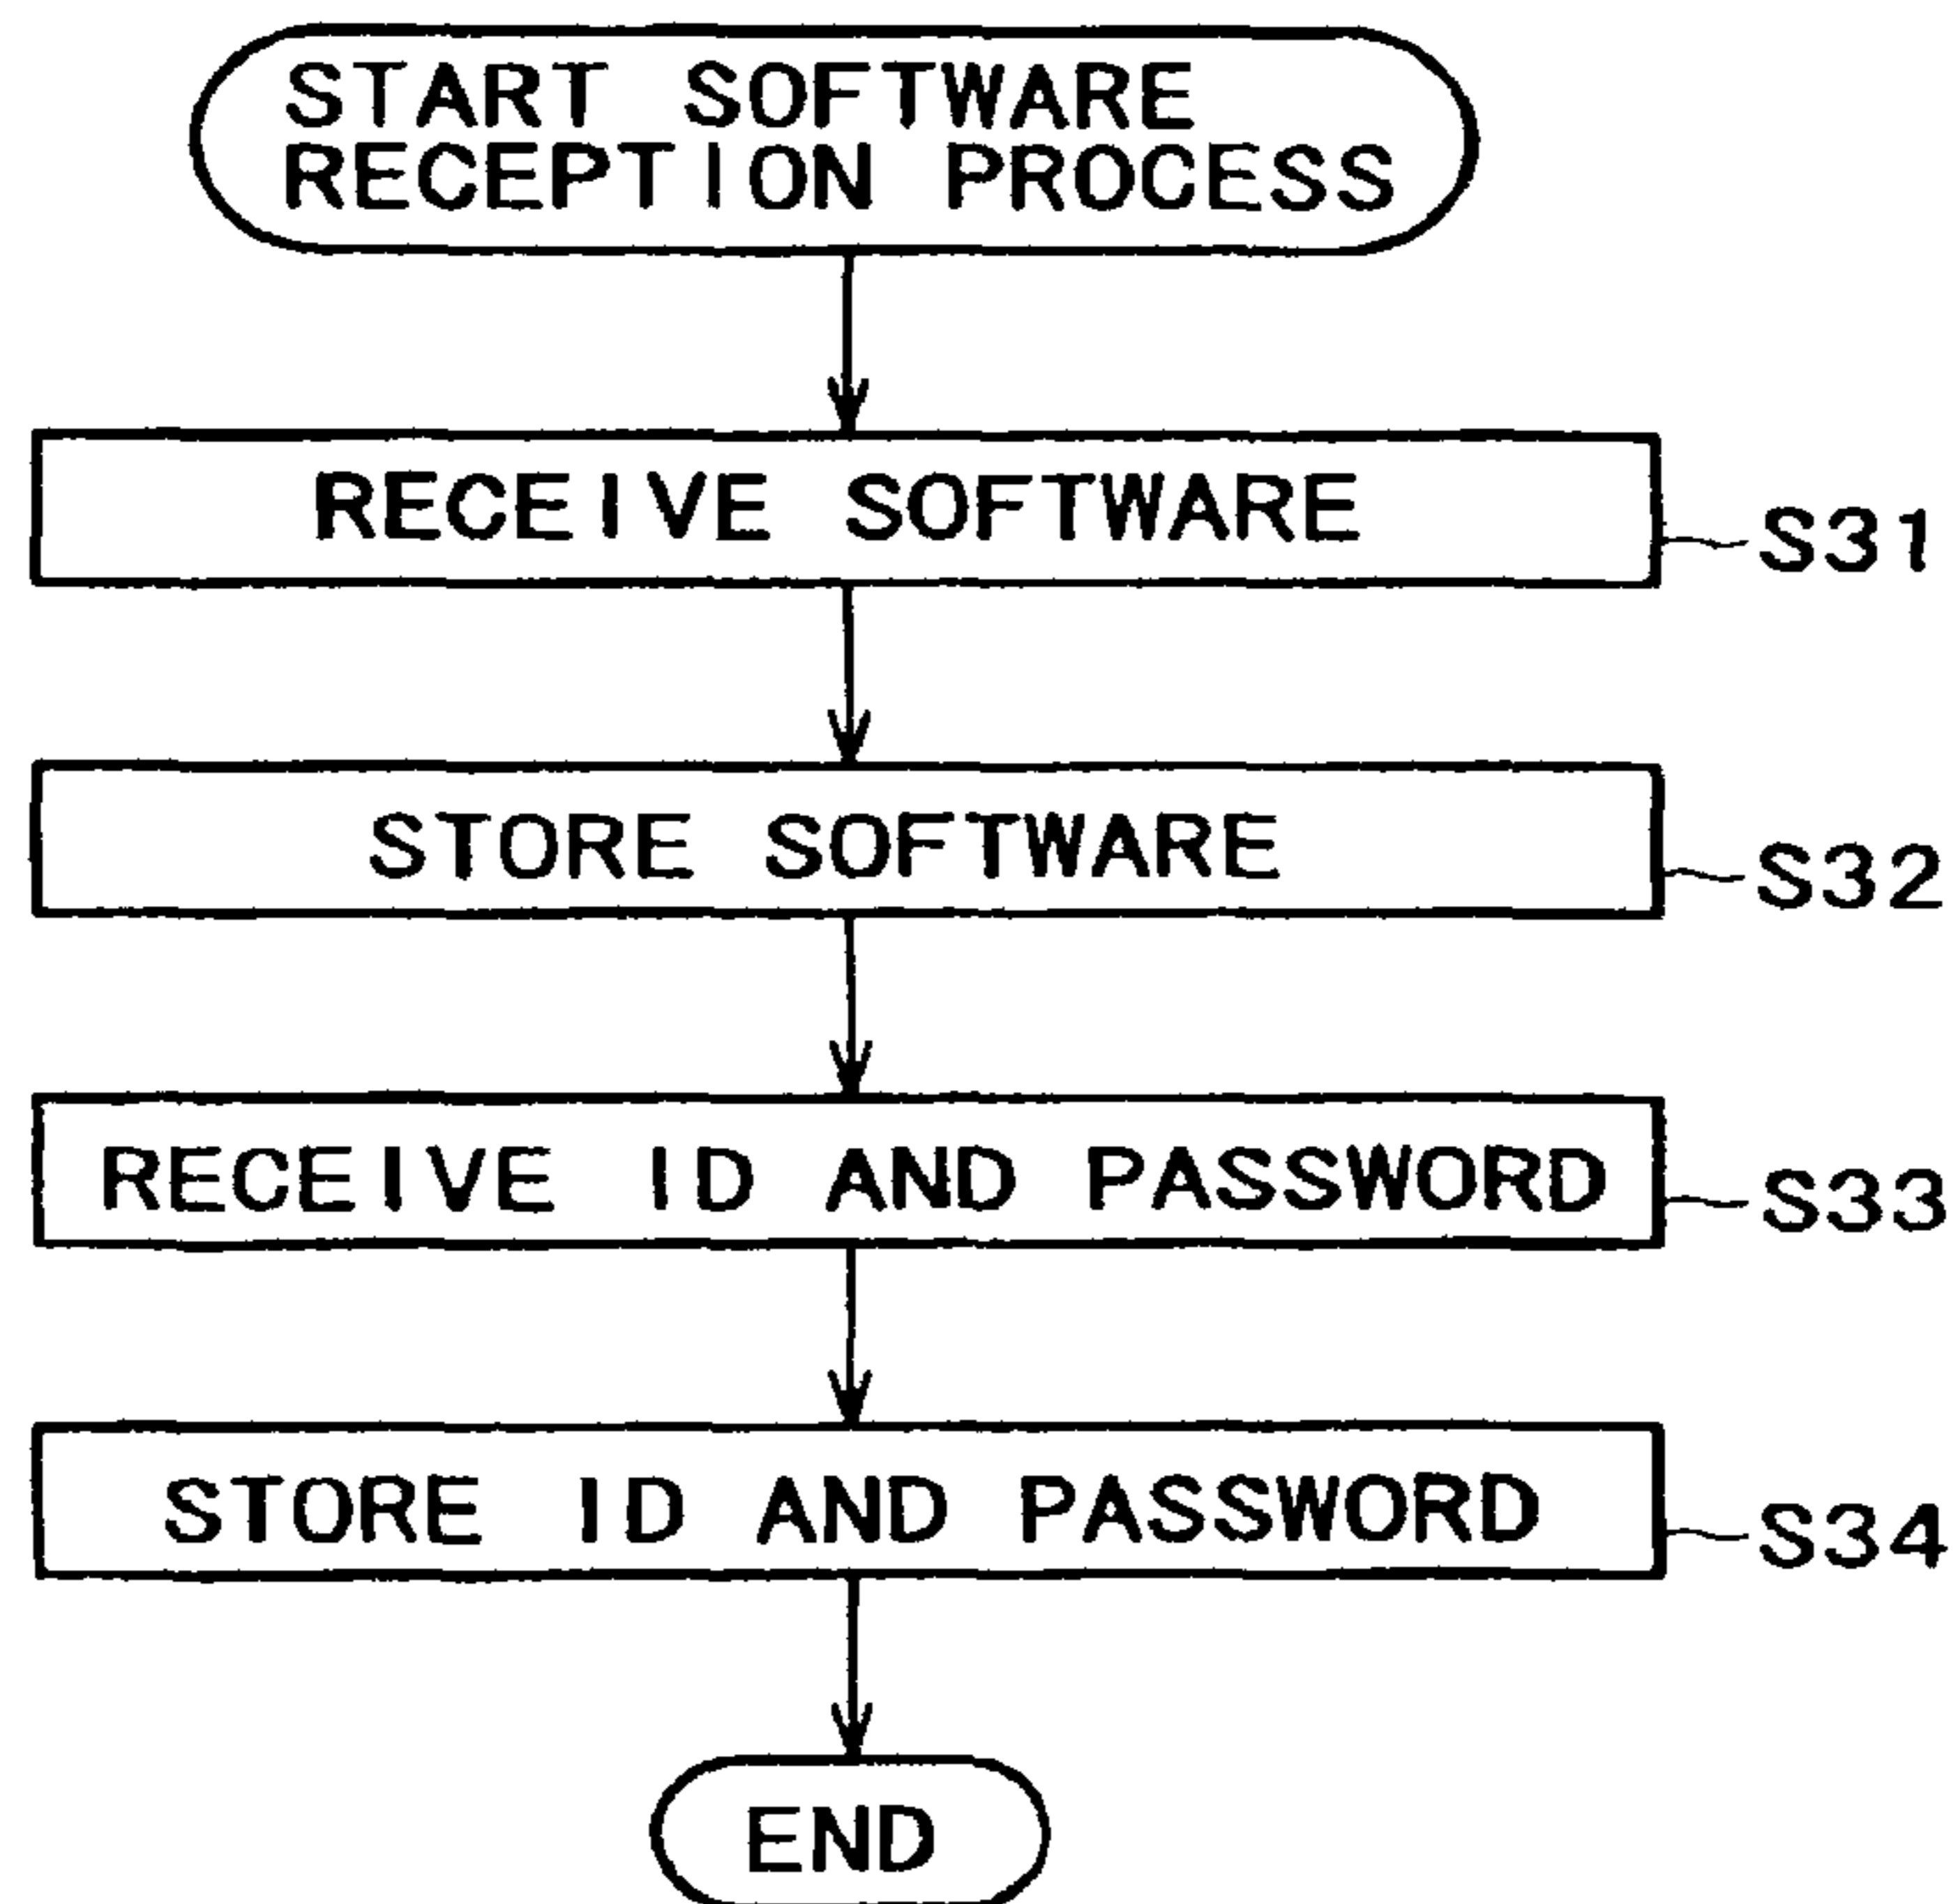 START SOFTWARE
RECEPTION PROCESS
RECEIVE SOFTWARE
S31
STORE SOFTWARE
S32
RECEIVE ID AND PASSWORD
S33
STORE ID AND PASSWORD
S34
END